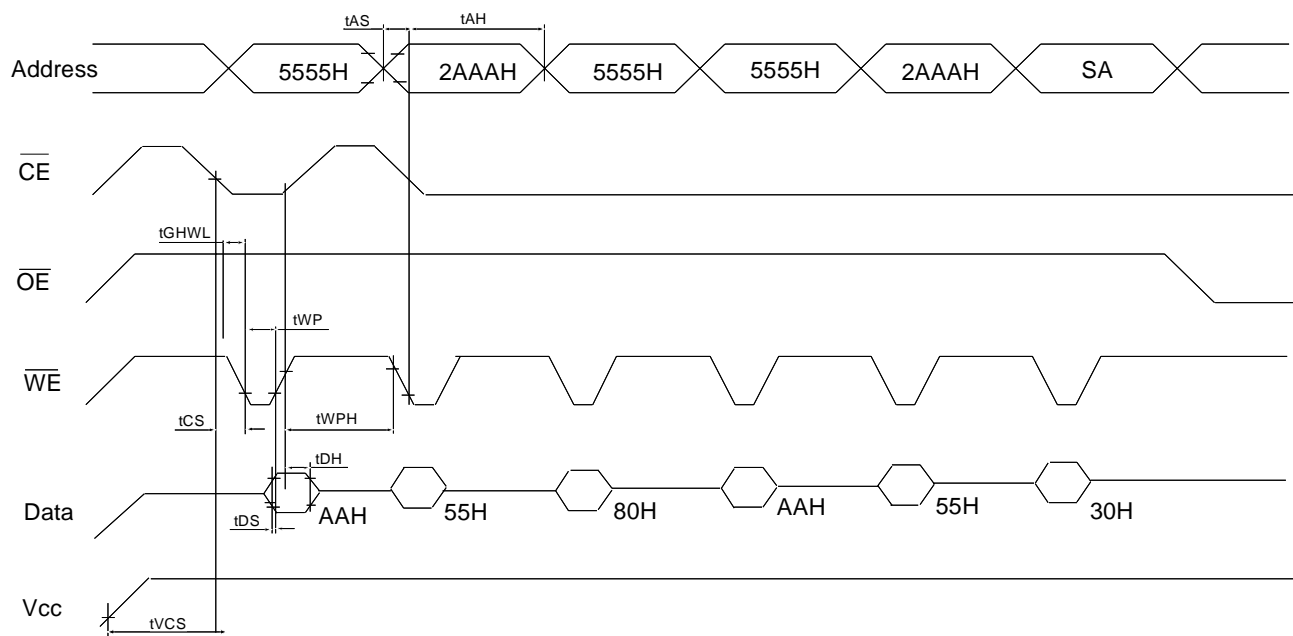 tAS tAH
Address 5555H 2AAAH 5555H 5555H 2AAAH SA
CE
tGHWL
OE
tWP
WE
tCS tWPH
tDH
Data AAH 55H 80H AAH 55H 30H
tDS
Vcc
tVCS